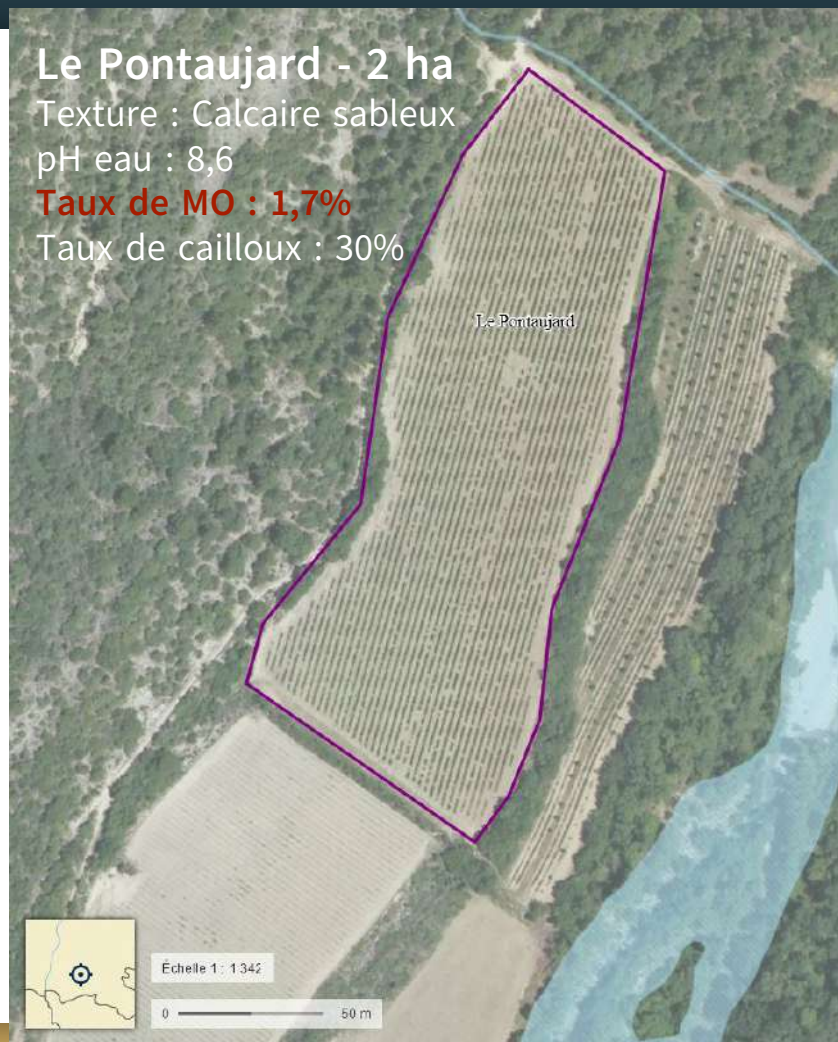 Le Pontaujard - 2 ha
Texture : Calcaire sableux
pH eau : 8,6
Taux de MO : 1,7%
Taux de cailloux : 30%
Le Pontaujard
Échelle 1 : 1 342
0 50 m